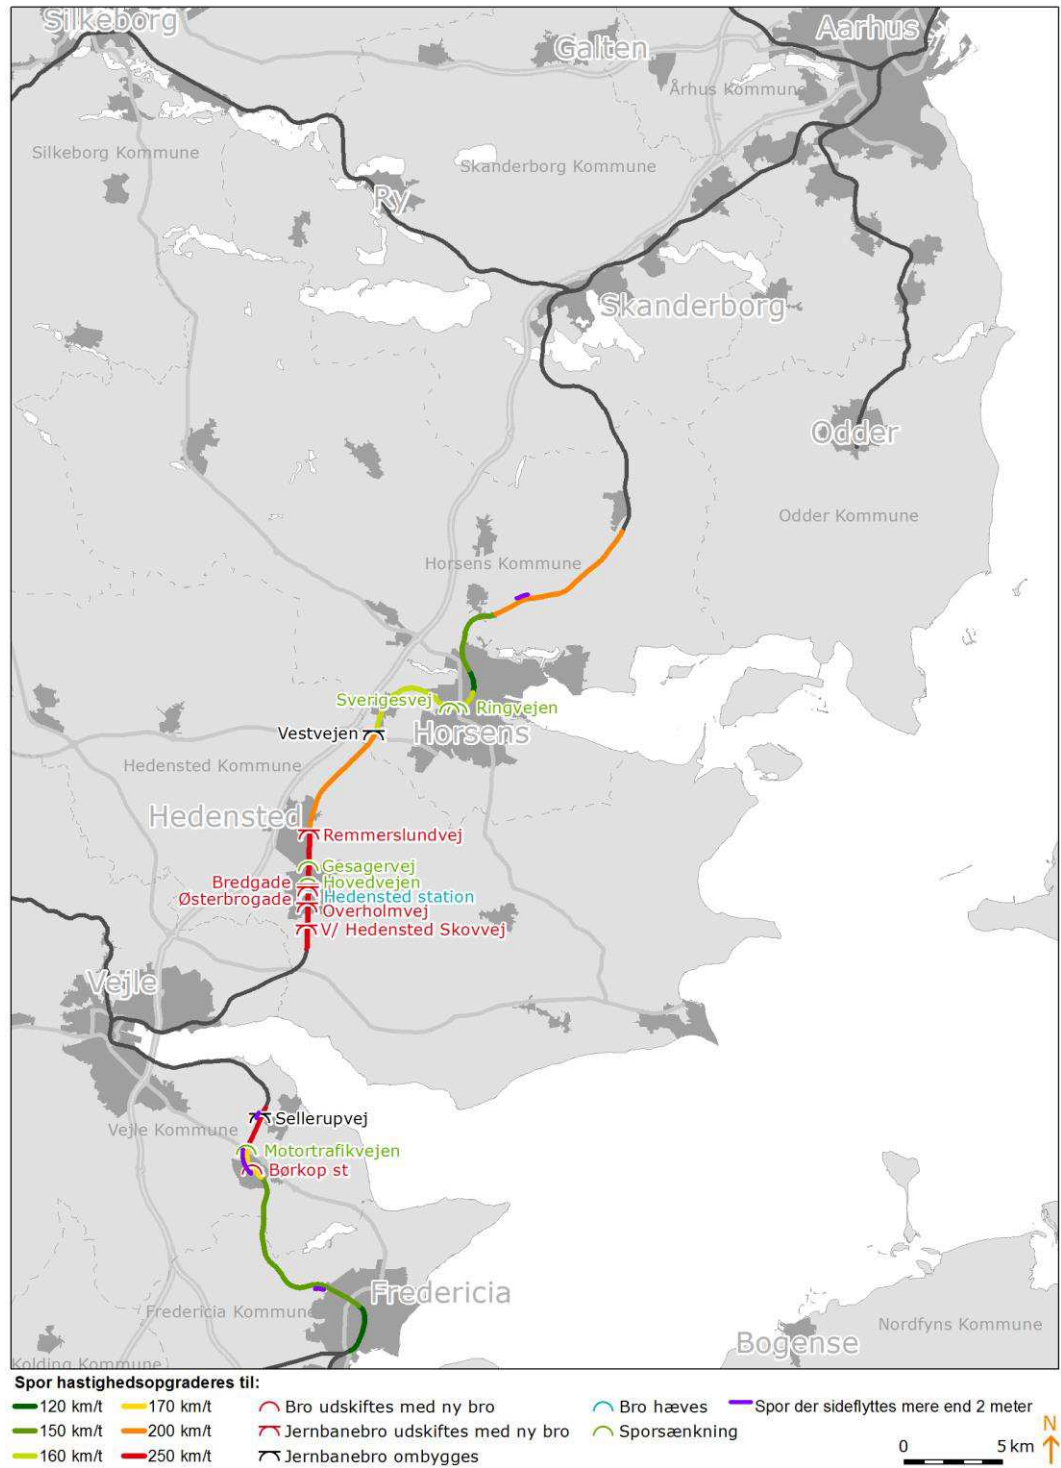 Silkeborg
Aarhus
Galten
Århus Kommune
Silkeborg Kommune
Skanderborg Kommune
Ry
Skanderborg
Odder
Odder Kommune
Horsens Kommune
Sverigesvej
Ringvejen
Vestvejen
Horsens
Hedensted Kommune
Hedensted
Remmerslundvej
Gesagervej
Bredgade
Hovedvejen
Østerbrogade
Hedensted station
Overholmvej
V/ Hedensted Skovvej
Vejle
Sellerupvej
Vejle Kommune
Motortrafikvejen
Børkop st
Fredericia
Fredericia Kommune
Nordfyns Kommune
Bogense
Kolding Kommune
Spor hastighedsopgraderes til:
120 km/t
170 km/t
Bro udskiftes med ny bro
Bro hæves
Spor der sideflyttes mere end 2 meter
150 km/t
200 km/t
Jernbanebro udskiftes med ny bro
Sporsænkning
N
160 km/t
250 km/t
Jernbanebro ombygges
0
5 km